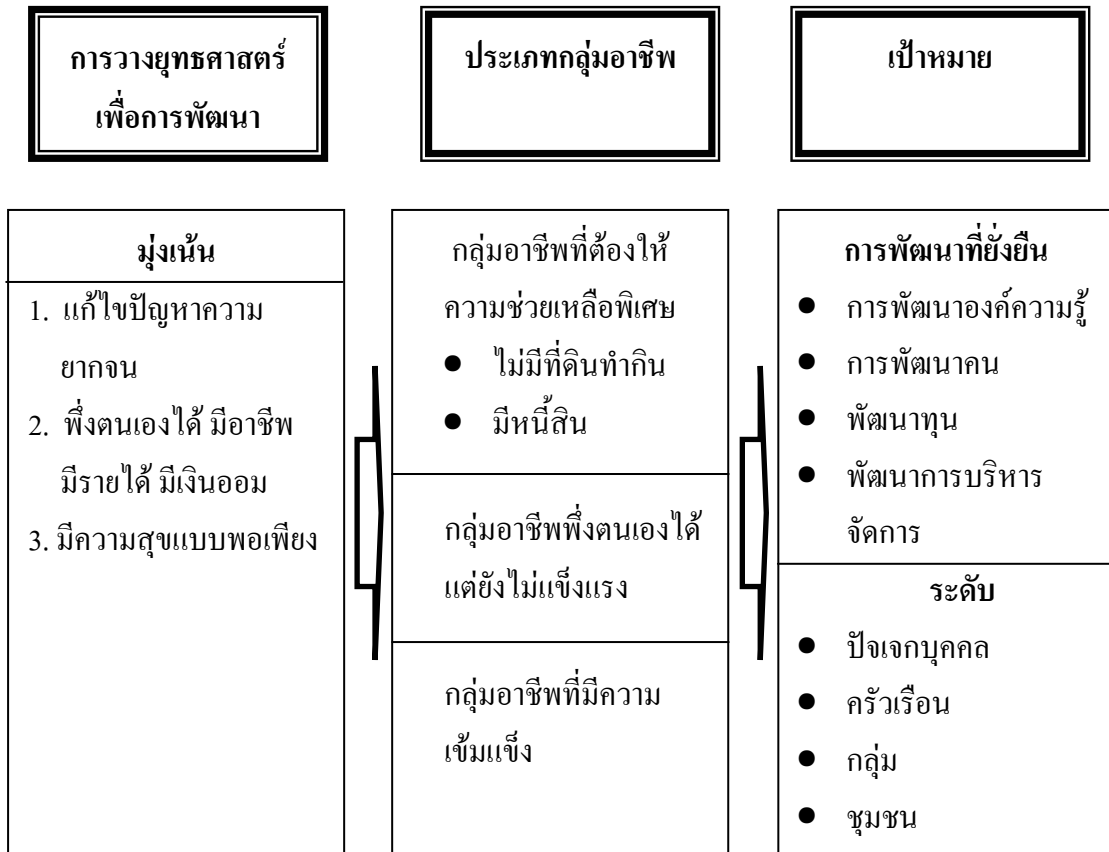 การวางยุทธศาสตร์
เพื่อการพัฒนา
ประเภทกลุ่มอาชีพ
เป้าหมาย
มุ่งเน้น
1. แก้ไขปัญหาความ
ยากจน
2. พึ่งตนเองได้ มีอาชีพ
มีรายได้ มีเงินออม
3. มีความสุขแบบพอเพียง
กลุ่มอาชีพที่ต้องให้
ความช่วยเหลือพิเศษ
● ไม่มีที่ดินทำกิน
● มีหนี้สิน
กลุ่มอาชีพพึ่งตนเองได้
แต่ยังไม่แข็งแรง
กลุ่มอาชีพที่มีความ
เข้มแข็ง
การพัฒนาที่ยั่งยืน
● การพัฒนาองค์ความรู้
● การพัฒนาคน
● พัฒนาทุน
● พัฒนาการบริหาร
จัดการ
ระดับ
● ปัจเจกบุคคล
● ครัวเรือน
● กลุ่ม
● ชุมชน